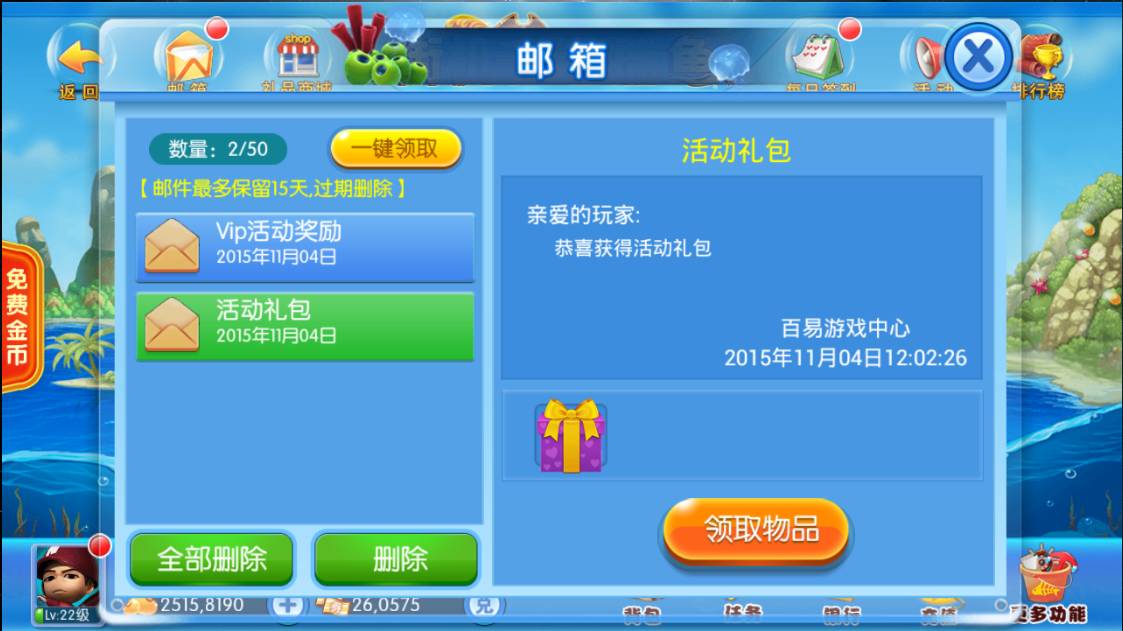 shop
返回
邮箱
礼品商城
邮箱
每日签到
活动
排行榜
数量：2/50
一键领取
【邮件最多保留15天,过期删除】
Vip活动奖励
2015年11月04日
活动礼包
2015年11月04日
全部删除
删除
活动礼包
亲爱的玩家:
恭喜获得活动礼包
百易游戏中心
2015年11月04日12:02:26
领取物品
免费金币
Lv:22级
2515,8190
26,0575
兑
背包
任务
银行
充值
更多功能